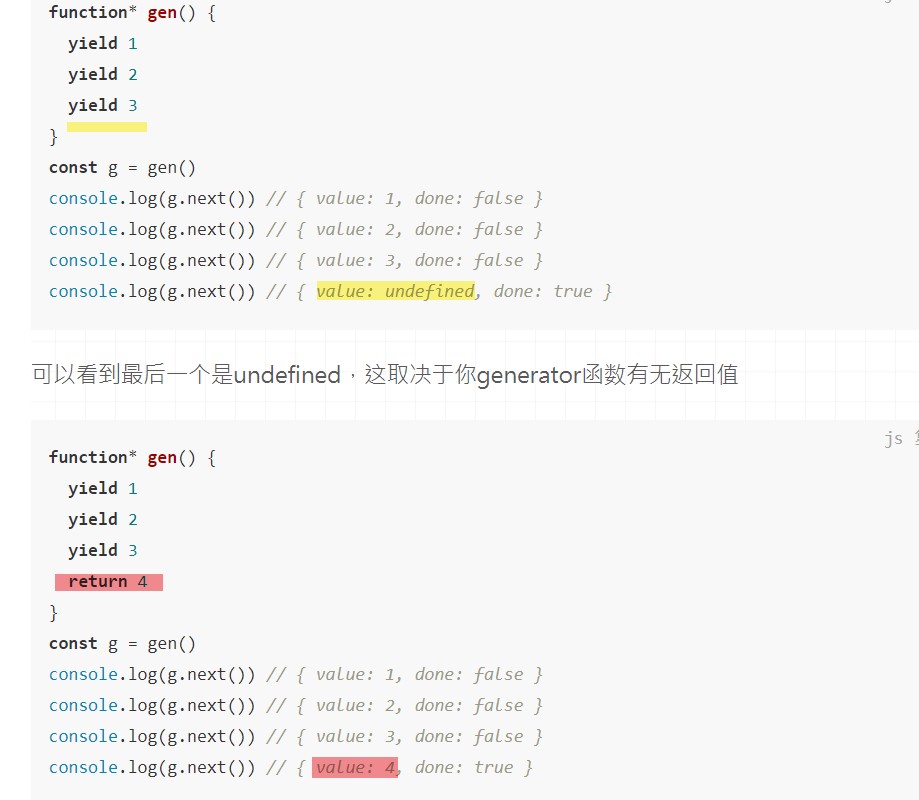 function* gen() {
  yield 1
  yield 2
  yield 3
}
const g = gen()
console.log(g.next()) // { value: 1, done: false }
console.log(g.next()) // { value: 2, done: false }
console.log(g.next()) // { value: 3, done: false }
console.log(g.next()) // { value: undefined, done: true }
可以看到最后一个是undefined，这取决于你generator函数有无返回值
js
function* gen() {
  yield 1
  yield 2
  yield 3
  return 4
}
const g = gen()
console.log(g.next()) // { value: 1, done: false }
console.log(g.next()) // { value: 2, done: false }
console.log(g.next()) // { value: 3, done: false }
console.log(g.next()) // { value: 4, done: true }